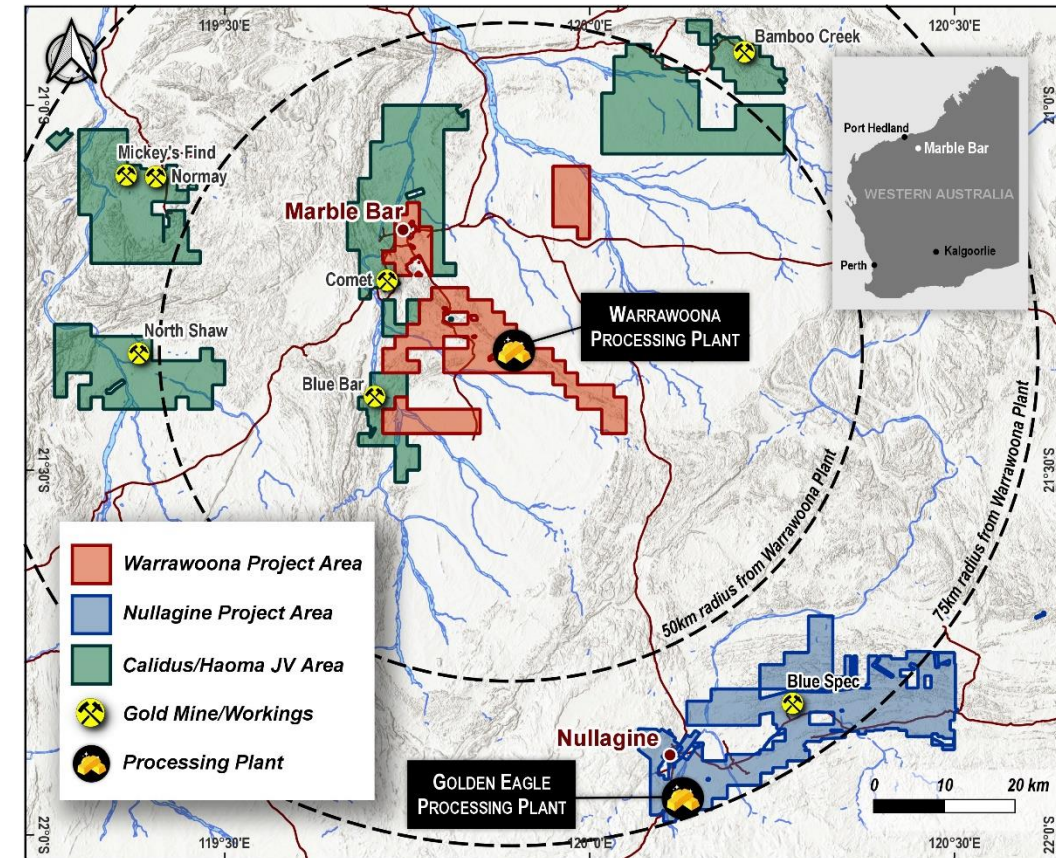 119°30'E
120°0'E
120°30'E
Bamboo Creek
21°0'S
21°0'S
Port Hedland
Marble Bar
WESTERN AUSTRALIA
Kalgoorlie
Perth
Mickey's Find
Normay
Marble Bar
Comet
WARRAWOONA
PROCESSING PLANT
North Shaw
Blue Bar
21°30'S
21°30'S
50km radius from Warrawoona Plant
75km radius from Warrawoona Plant
Warrawoona Project Area
Nullagine Project Area
Calidus/Haoma JV Area
Gold Mine/Workings
Processing Plant
Blue Spec
Nullagine
GOLDEN EAGLE
PROCESSING PLANT
0 10 20 km
22°0'S
22°0'S
119°30'E
120°0'E
120°30'E